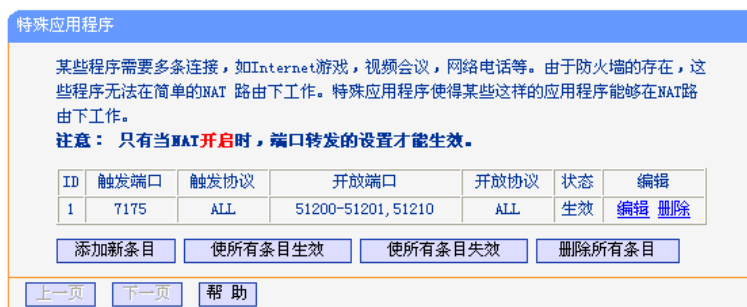 特殊应用程序
某些程序需要多条连接，如Internet游戏，视频会议，网络电话等。由于防火墙的存在，这
些程序无法在简单的NAT 路由下工作。特殊应用程序使得某些这样的应用程序能够在NAT路
由下工作。
注意： 只有当NAT开启时，端口转发的设置才能生效。
ID 触发端口 触发协议 开放端口 开放协议 状态 编辑
1 7175 ALL 51200-51201,51210 ALL 生效 编辑 删除
添加新条目 使所有条目生效 使所有条目失效 删除所有条目
上一页 下一页 帮 助